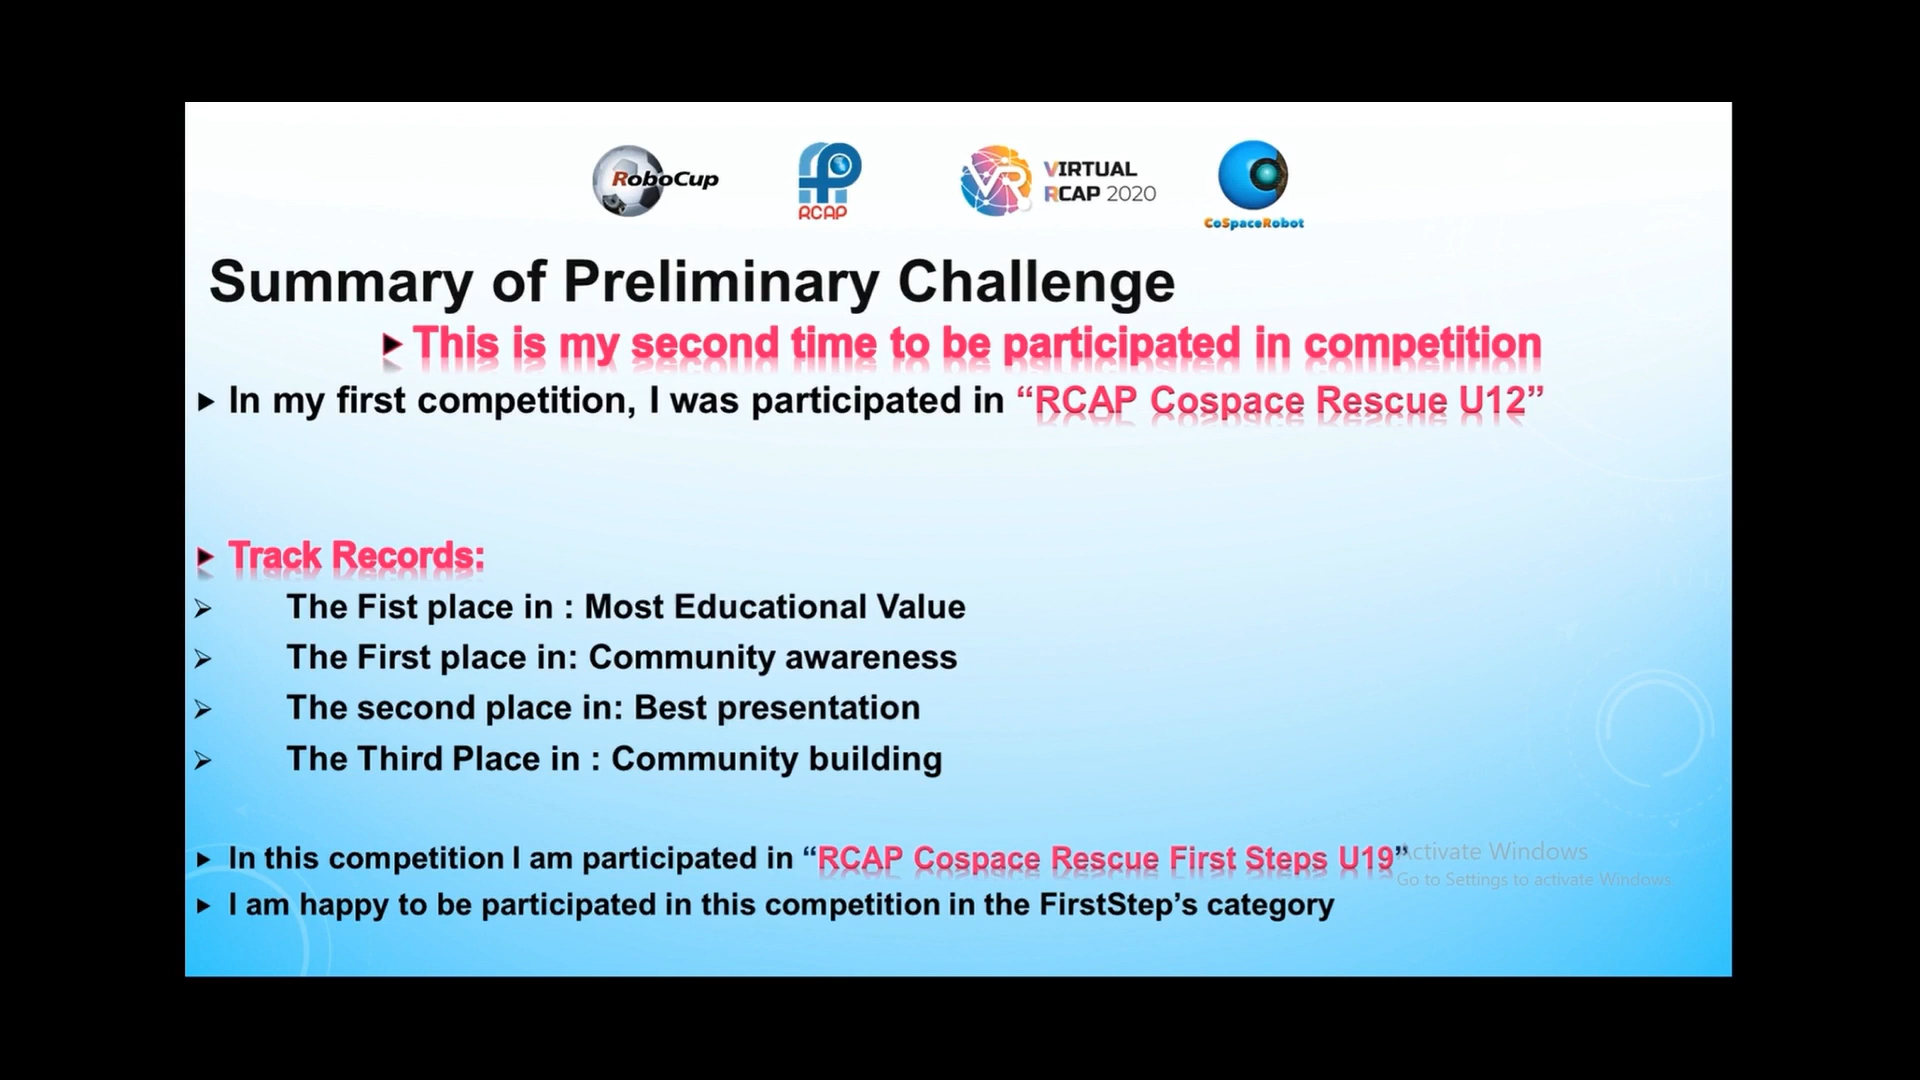 RoboCup
RCAP
VIRTUAL
RCAP 2020
CoSpaceRobot
Summary of Preliminary Challenge
This is my second time to be participated in competition
In my first competition, I was participated in “RCAP Cospace Rescue U12”
Track Records:
The Fist place in : Most Educational Value
The First place in: Community awareness
The second place in: Best presentation
The Third Place in : Community building
In this competition I am participated in “RCAP Cospace Rescue First Steps U19”
Activate Windows
Go to Settings to activate Windows.
I am happy to be participated in this competition in the FirstStep’s category